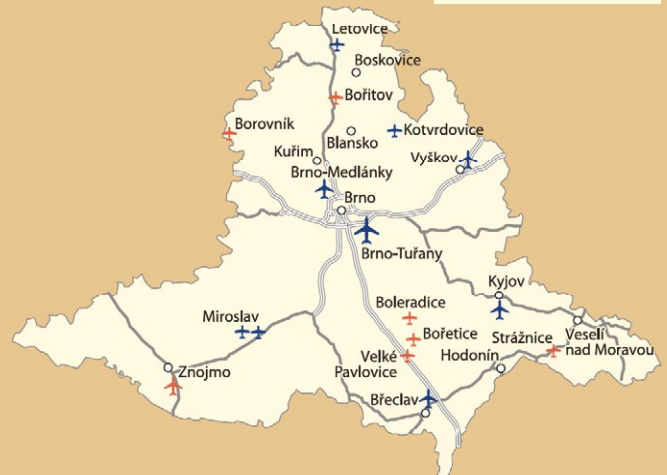 Letovice
Boskovice
Bořitov
Borovník
Kotvrdovice
Blansko
Kuřim
Vyškov
Brno-Medlánky
Brno
Brno-Tuřany
Kyjov
Boleradice
Miroslav
Bořetice
Strážnice
Veselí
nad Moravou
Velké
Pavlovice
Hodonín
Znojmo
Břeclav